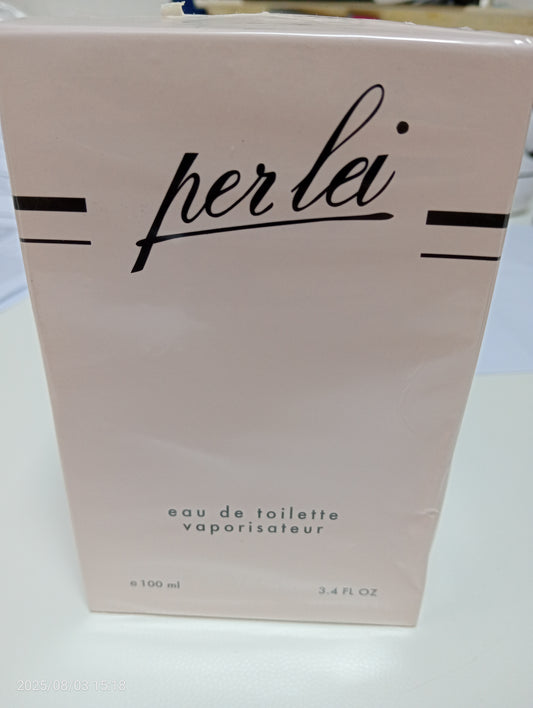 per lei
eau de toilette
vaporisateur
℮ 100 ml
3.4 FL OZ
2025/08/03 15:18